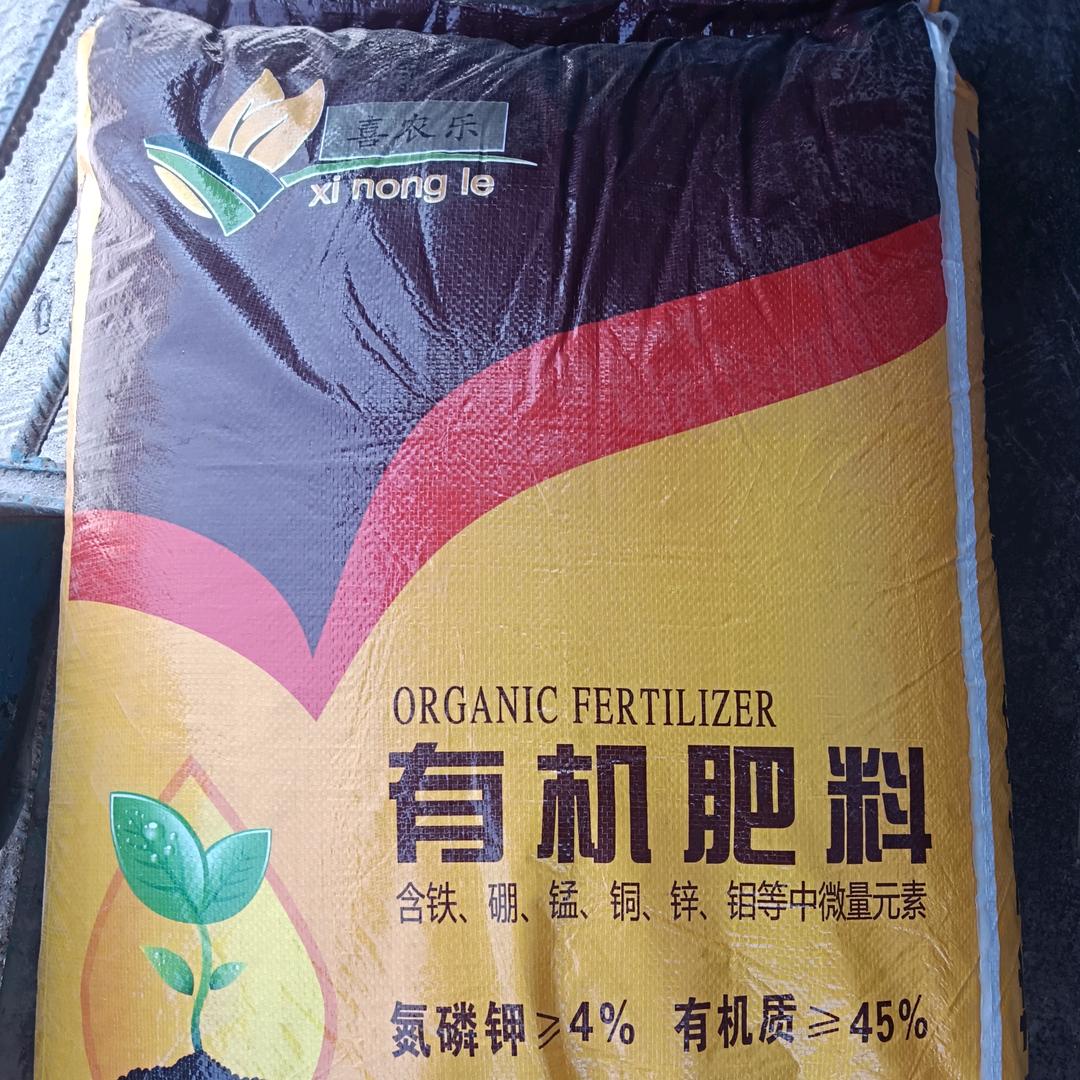 喜农乐
xi nong le
ORGANIC FERTILIZER
有机肥料
含铁、硼、锰、铜、锌、钼等中微量元素
氮磷钾≥4% 有机质≥45%